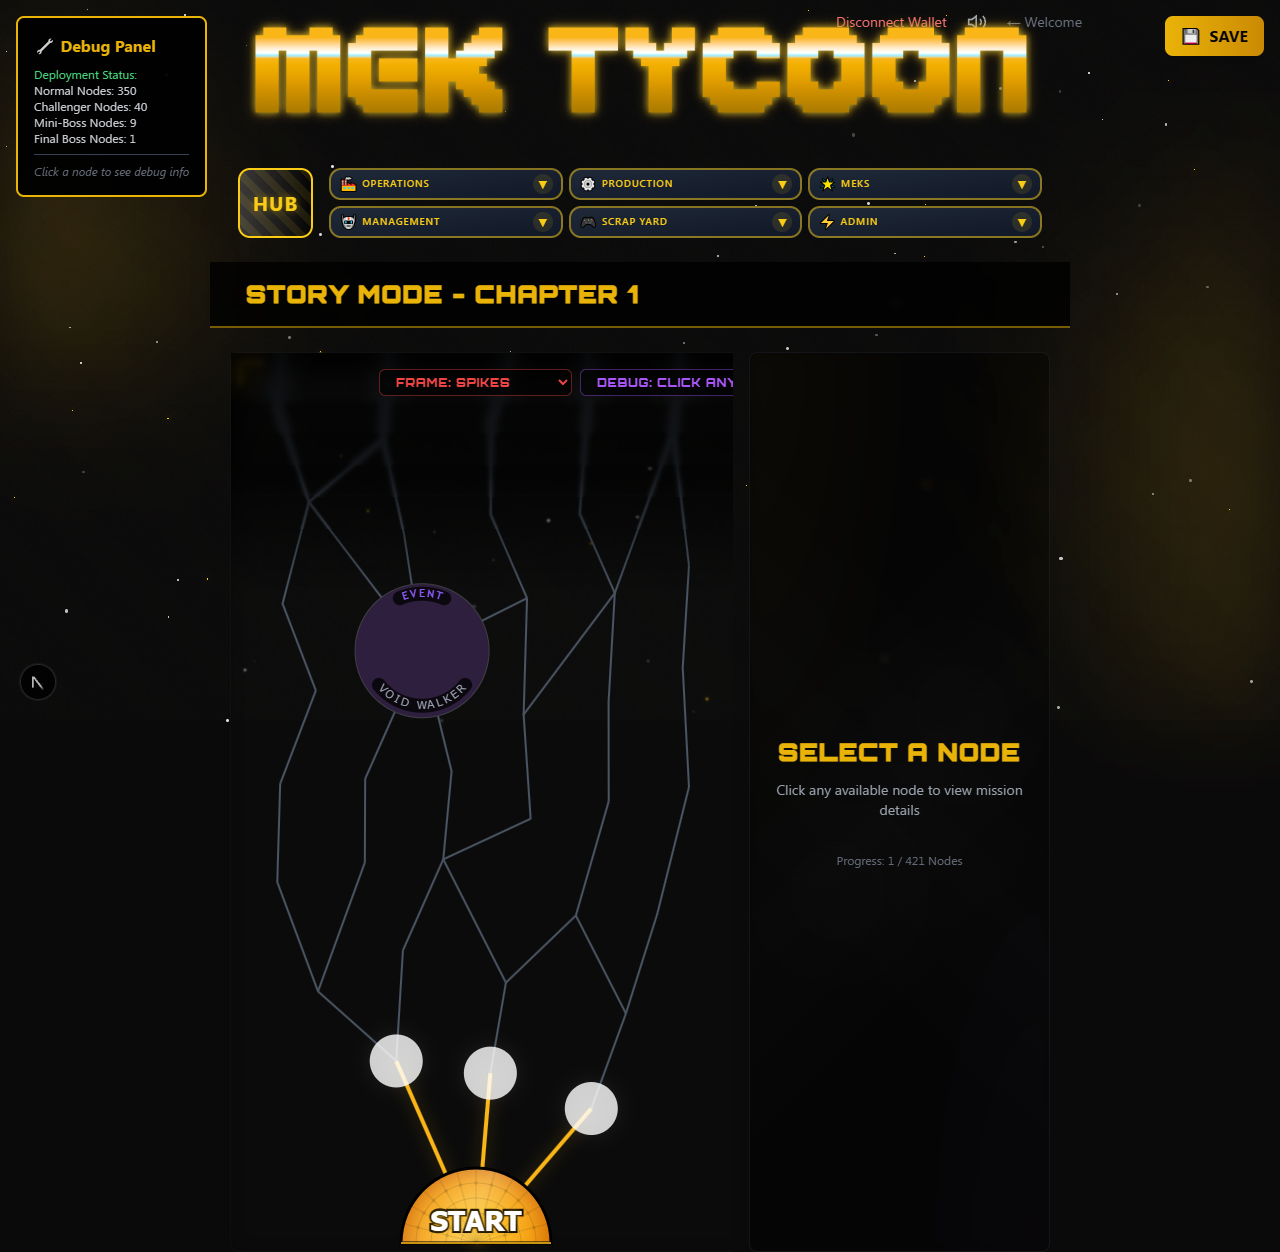 Debug Panel
Deployment Status:
Normal Nodes: 350
Challenger Nodes: 40
Mini-Boss Nodes: 9
Final Boss Nodes: 1
Click a node to see debug info
Disconnect Wallet
← Welcome
SAVE
MEK TYCOON
HUB
OPERATIONS
PRODUCTION
MEKS
MANAGEMENT
SCRAP YARD
ADMIN
STORY MODE - CHAPTER 1
FRAME: SPIKES
DEBUG: CLICK ANY
EVENT
VOID WALKER
SELECT A NODE
Click any available node to view mission
details
Progress: 1 / 421 Nodes
START